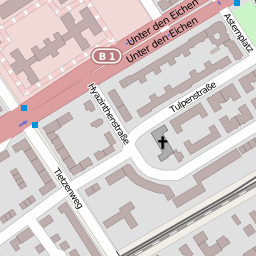 Unter den Eichen
Asternplatz
B 1
Unter den Eichen
Hyazinthenstraße
Tulpenstraße
Tietzenweg